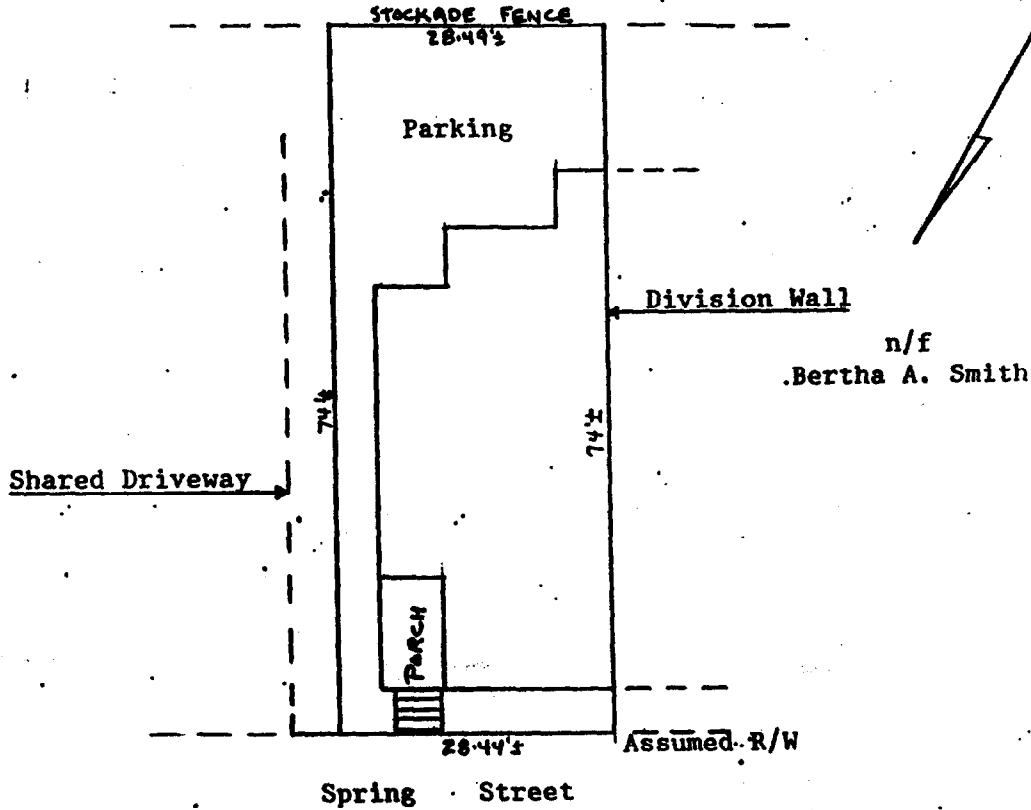 STOCKADE FENCE
28.49'±
Parking
Division Wall
n/f
Bertha A. Smith
74'±
74'±
Shared Driveway
PORCH
28.44'±
Assumed R/W
Spring Street